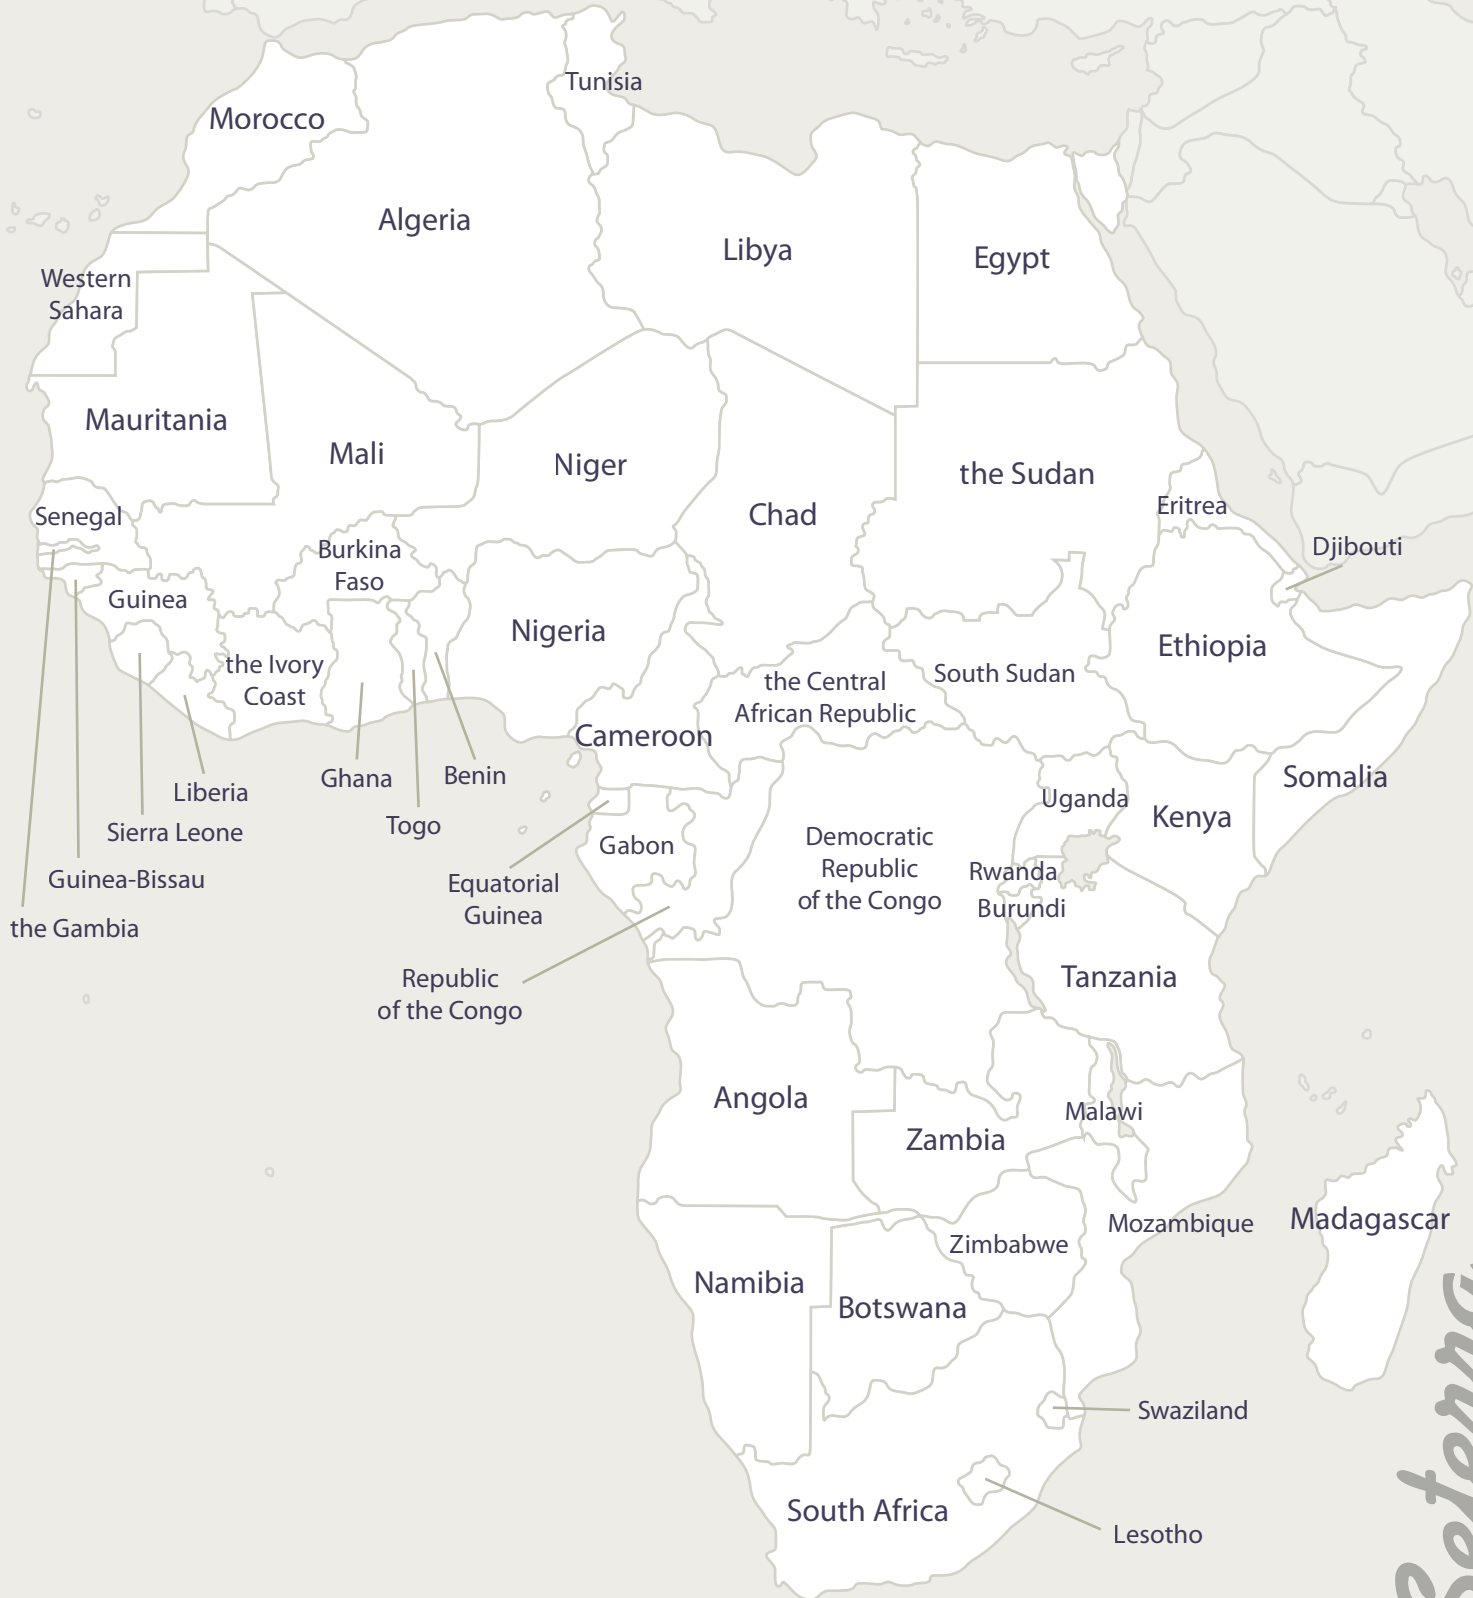 Tunisia
Morocco
Algeria
Libya
Egypt
Western
Sahara
Mauritania
Mali
Niger
Chad
the Sudan
Eritrea
Senegal
Djibouti
Burkina
Faso
Guinea
Nigeria
Ethiopia
the Ivory
Coast
South Sudan
the Central
African Republic
Cameroon
Somalia
Liberia
Ghana
Benin
Uganda
Kenya
Sierra Leone
Togo
Gabon
Democratic
Republic
of the Congo
Rwanda
Guinea-Bissau
Equatorial
Guinea
Burundi
the Gambia
Republic
of the Congo
Tanzania
Angola
Malawi
Zambia
Mozambique
Madagascar
Zimbabwe
Namibia
Botswana
Swaziland
South Africa
Lesotho
Seterra